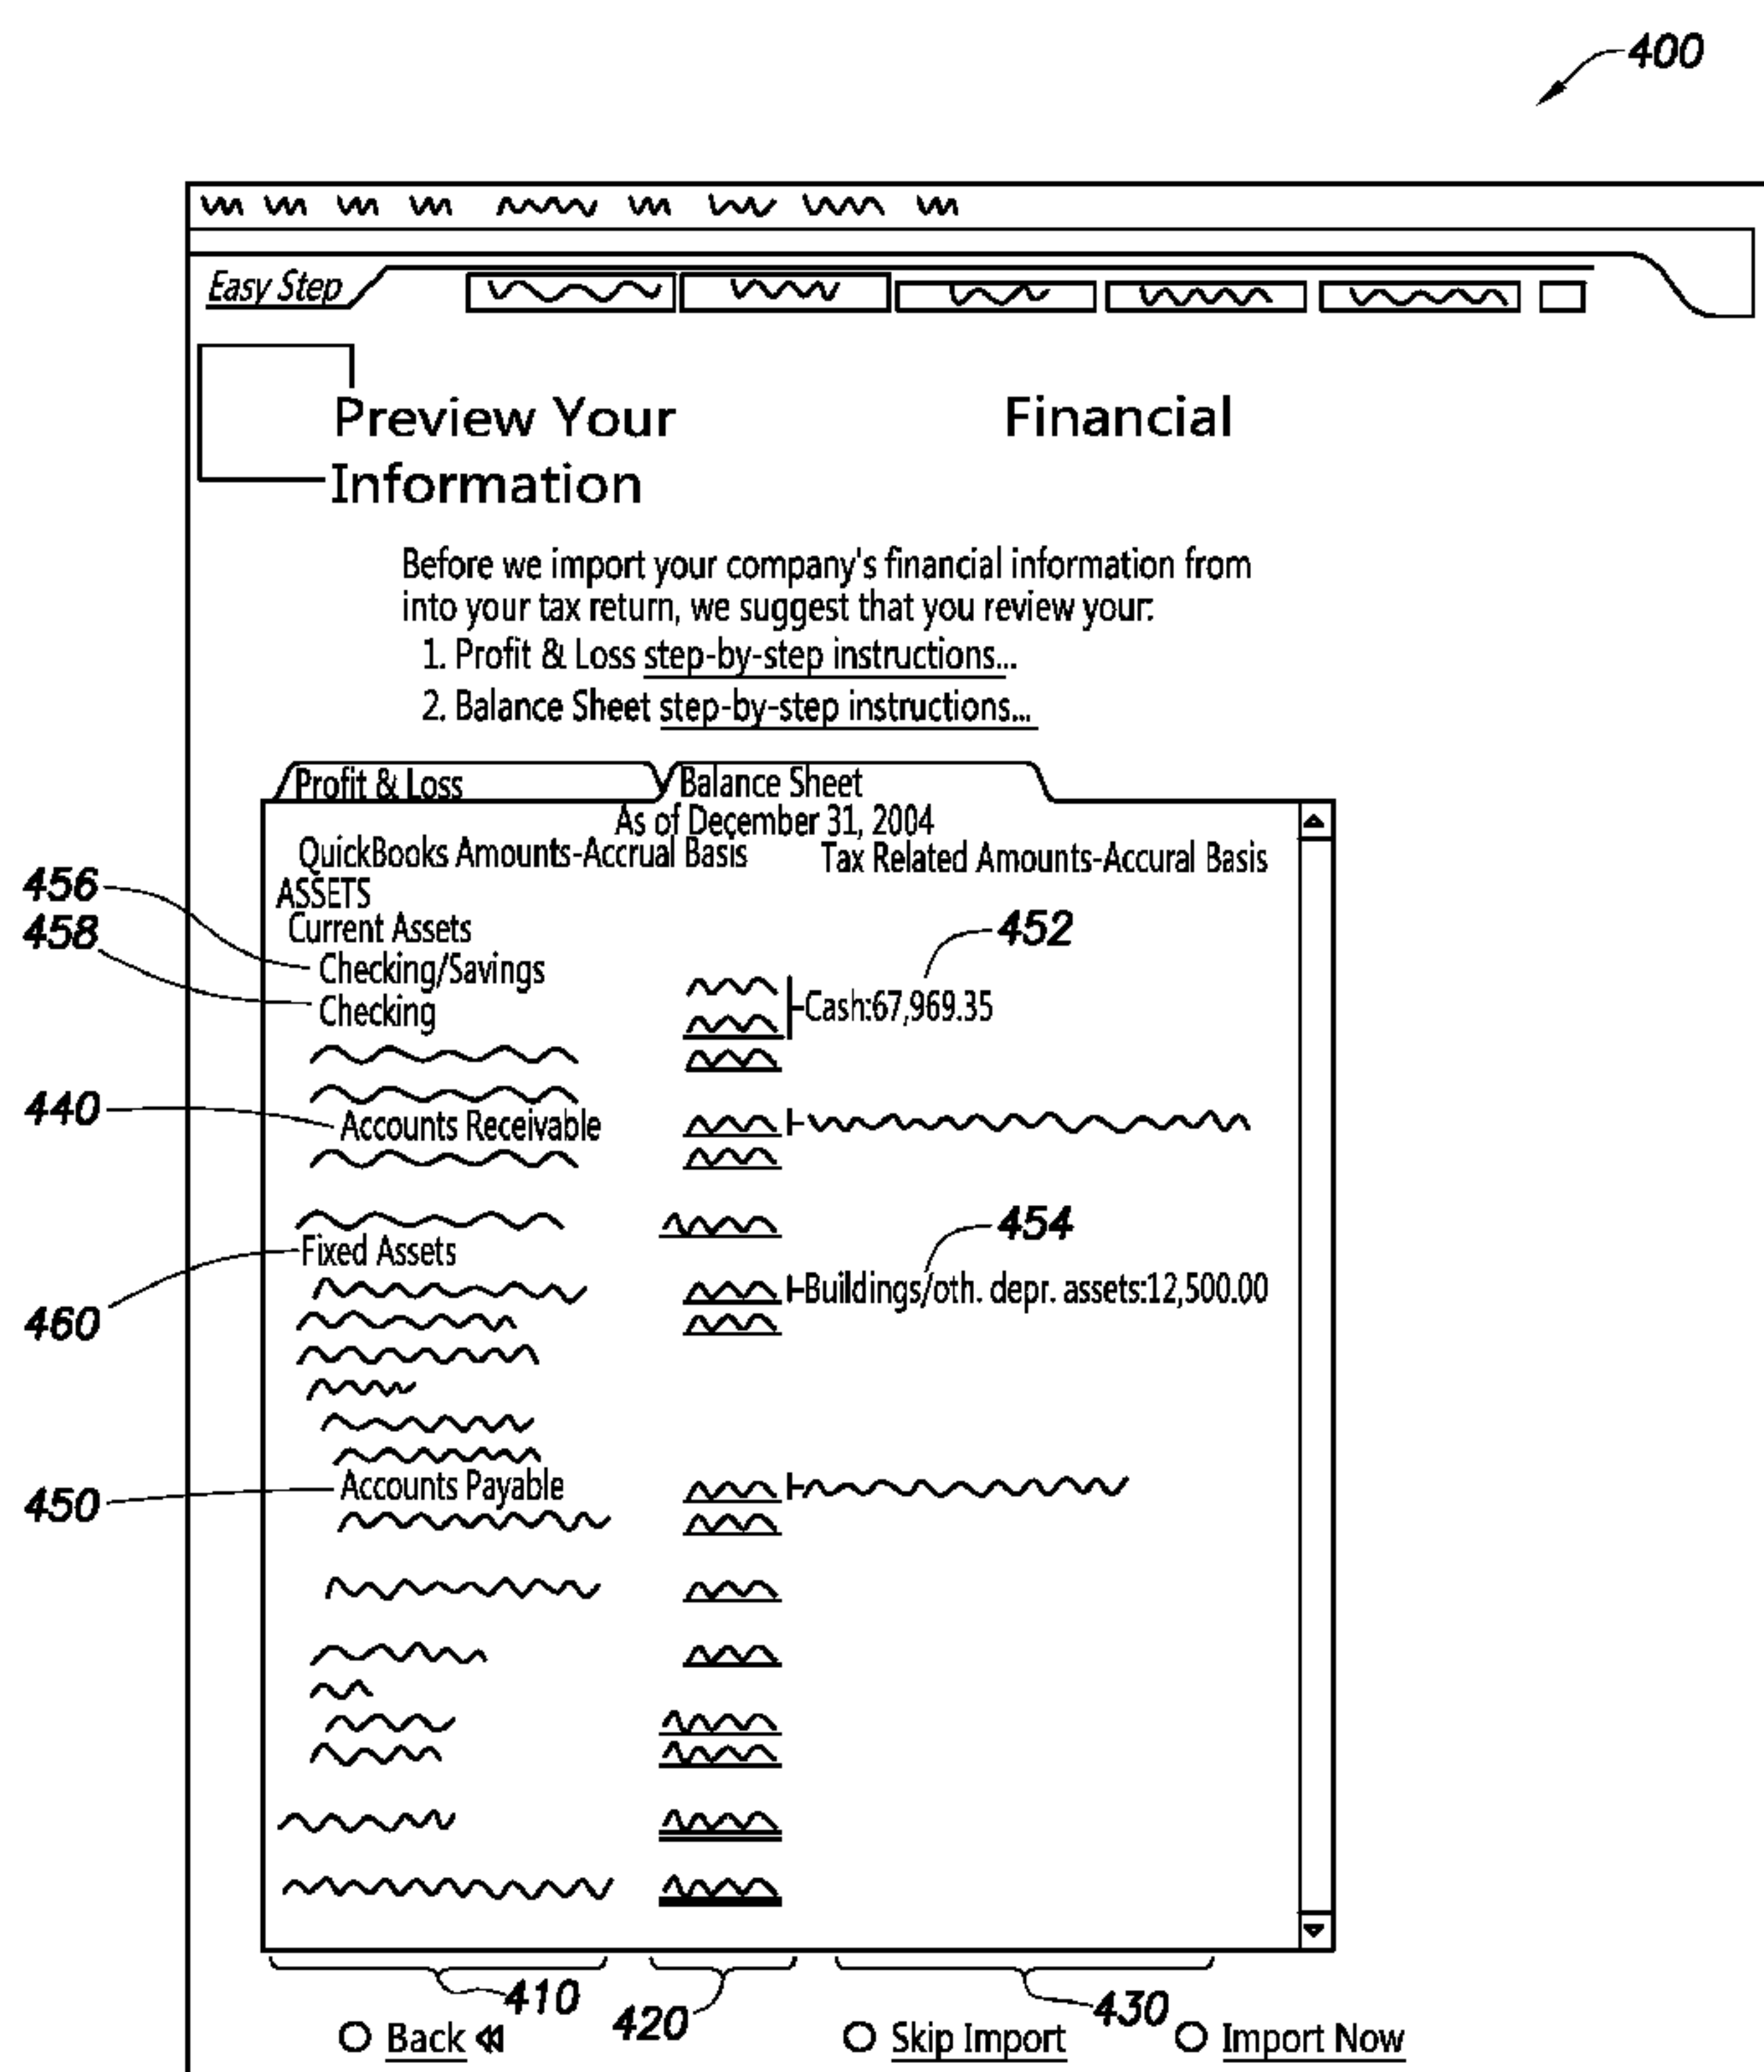 400
Easy Step
Preview Your Financial
Information
Before we import your company's financial information from
into your tax return, we suggest that you review your:
1. Profit & Loss step-by-step instructions...
2. Balance Sheet step-by-step instructions...
Profit & Loss Balance Sheet
As of December 31, 2004
QuickBooks Amounts-Accrual Basis Tax Related Amounts-Accural Basis
456 ASSETS
458 Current Assets 452
Checking/Savings
Cash:67,969.35
Checking
440 Accounts Receivable
454
Fixed Assets
460 Buildings/oth. depr. assets:12,500.00
450 Accounts Payable
410 420 430
Back Skip Import Import Now